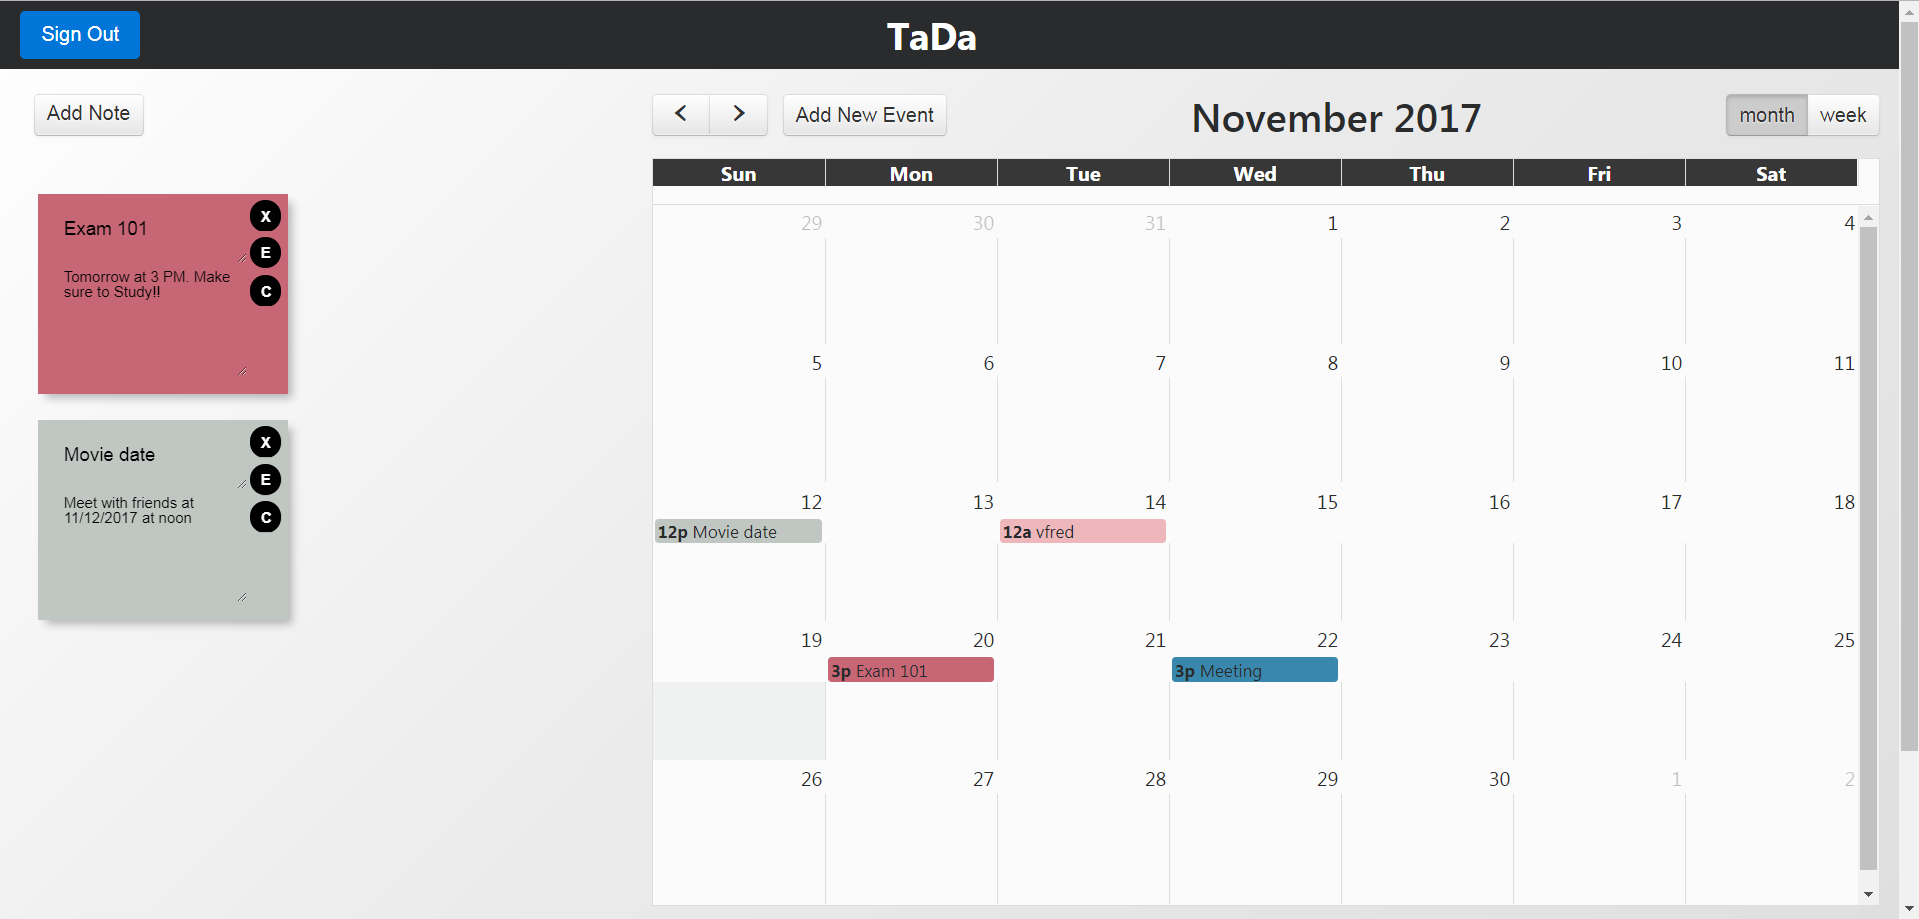 Sign Out
TaDa
Add Note
Add New Event
November 2017
month week
Exam 101
X
E
Tomorrow at 3 PM. Make
sure to Study!!
C
Movie date
X
E
Meet with friends at
11/12/2017 at noon
C
Sun Mon Tue Wed Thu Fri Sat
29 30 31 1 2 3 4
5 6 7 8 9 10 11
12 13 14 15 16 17 18
12p Movie date 12a vfred
19 20 21 22 23 24 25
3p Exam 101 3p Meeting
26 27 28 29 30 1 2